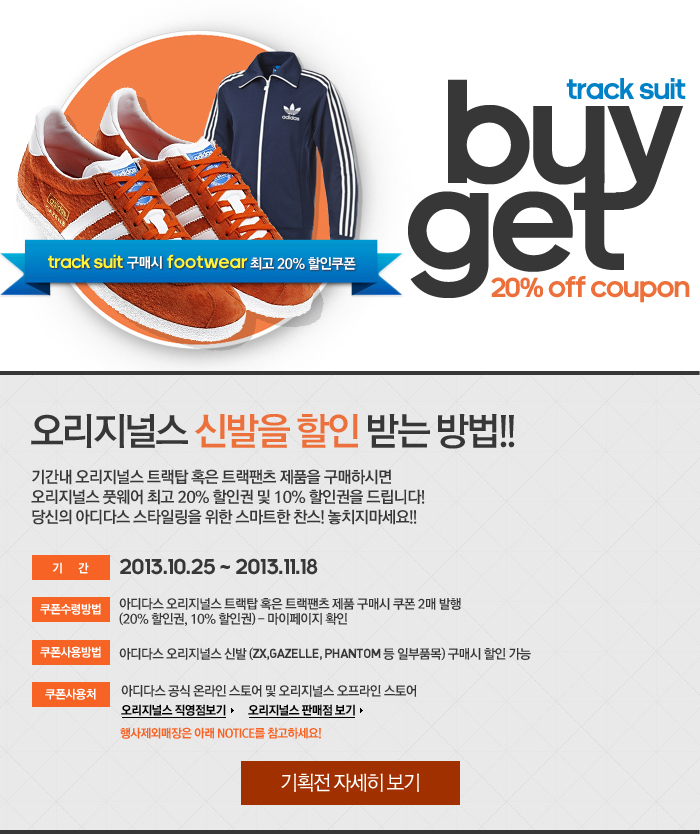 track suit
buy
get
20% off coupon
adidas
adidas
track suit 구매시 footwear 최고 20% 할인쿠폰
오리지널스 신발을 할인 받는 방법!!
기간내 오리지널스 트랙탑 혹은 트랙팬츠 제품을 구매하시면
오리지널스 풋웨어 최고 20% 할인권 및 10% 할인권을 드립니다!
당신의 아디다스 스타일링을 위한 스마트한 찬스! 놓치지마세요!!
기 간 2013.10.25 ~ 2013.11.18
쿠폰수령방법 아디다스 오리지널스 트랙탑 혹은 트랙팬츠 제품 구매시 쿠폰 2매 발행
(20% 할인권, 10% 할인권) - 마이페이지 확인
쿠폰사용방법 아디다스 오리지널스 신발 (ZX,GAZELLE, PHANTOM 등 일부품목) 구매시 할인 가능
쿠폰사용처 아디다스 공식 온라인 스토어 및 오리지널스 오프라인 스토어
오리지널스 직영점보기 오리지널스 판매점 보기
행사제외매장은 아래 NOTICE를 참고하세요!
기획전 자세히 보기